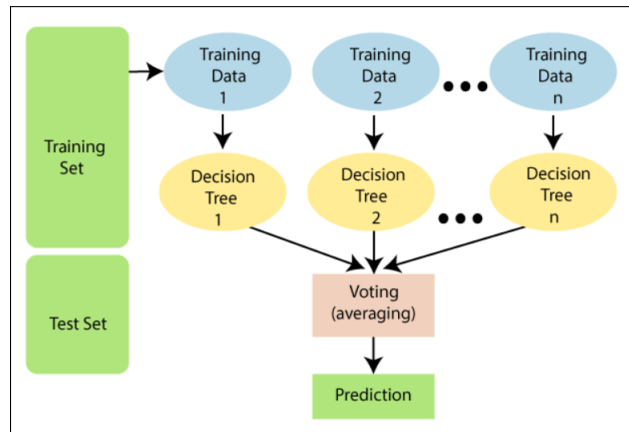 Training
Set
Training
Data
1
Training
Data
2
Training
Data
n
Decision
Tree
1
Decision
Tree
2
Decision
Tree
n
Test Set
Voting
(averaging)
Prediction